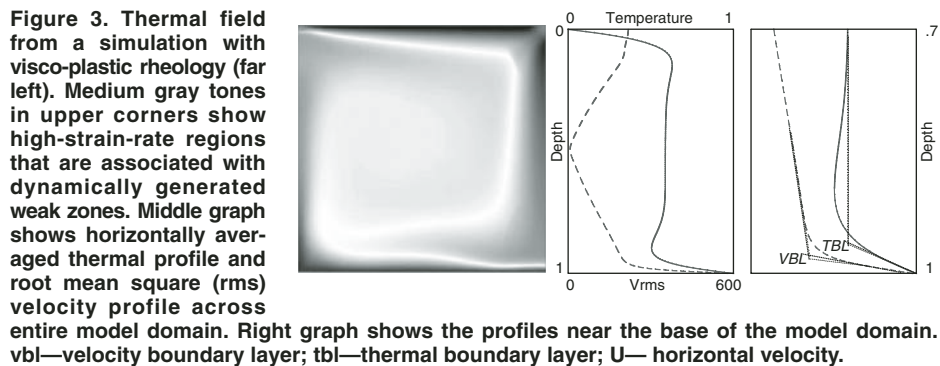 Figure 3. Thermal field
from a simulation with
visco-plastic rheology (far
left). Medium gray tones
in upper corners show
high-strain-rate regions
that are associated with
dynamically generated
weak zones. Middle graph
shows horizontally aver-
aged thermal profile and
root mean square (rms)
velocity profile across
entire model domain. Right graph shows the profiles near the base of the model domain.
vbl—velocity boundary layer; tbl—thermal boundary layer; U— horizontal velocity.
0 Temperature 1
0
Depth
1
0 Vrms 600
.7
Depth
1
TBL
VBL